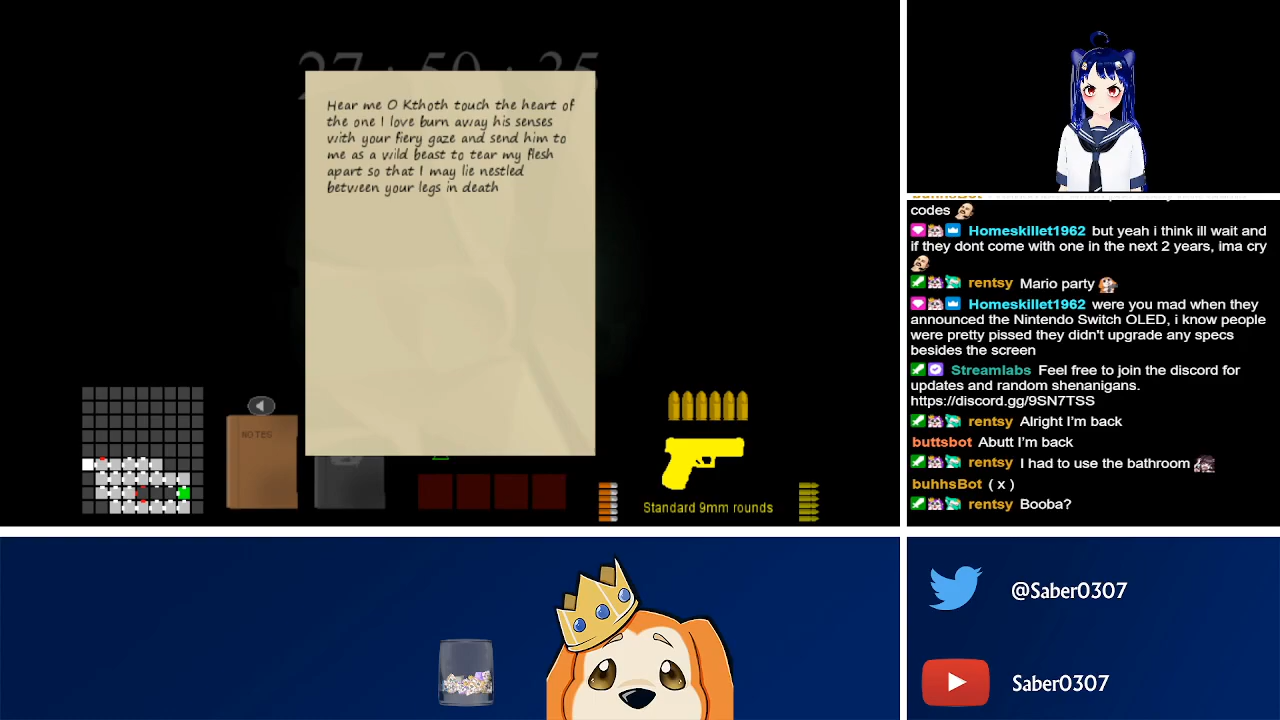 27 : 50 : 35
Hear me O Kthoth touch the heart of
the one I love burn away his senses
with your fiery gaze and send him to
me as a wild beast to tear my flesh
apart so that I may lie nestled
between your legs in death
NOTES
Standard 9mm rounds
codes
Homeskillet1962 but yeah i think ill wait and
if they dont come with one in the next 2 years, ima cry
rentsy Mario party
Homeskillet1962 were you mad when they
announced the Nintendo Switch OLED, i know people
were pretty pissed they didn't upgrade any specs
besides the screen
Streamlabs Feel free to join the discord for
updates and random shenanigans.
https://discord.gg/9SN7TSS
rentsy Alright I'm back
buttsbot Abutt I'm back
rentsy I had to use the bathroom
buhhsBot ( x )
rentsy Booba?
@Saber0307
Saber0307